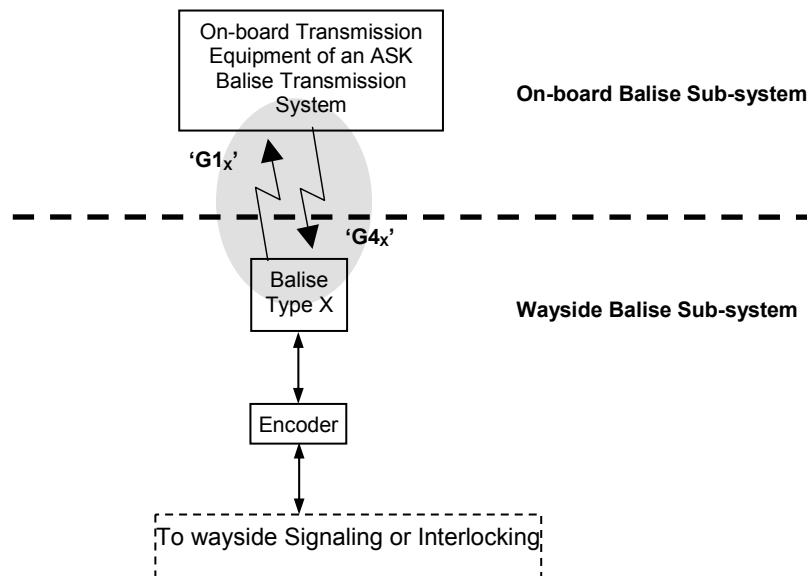 On-board Transmission
Equipment of an ASK
Balise Transmission
System
On-board Balise Sub-system
‘G1X’
‘G4X’
Balise
Type X
Wayside Balise Sub-system
Encoder
To wayside Signaling or Interlocking